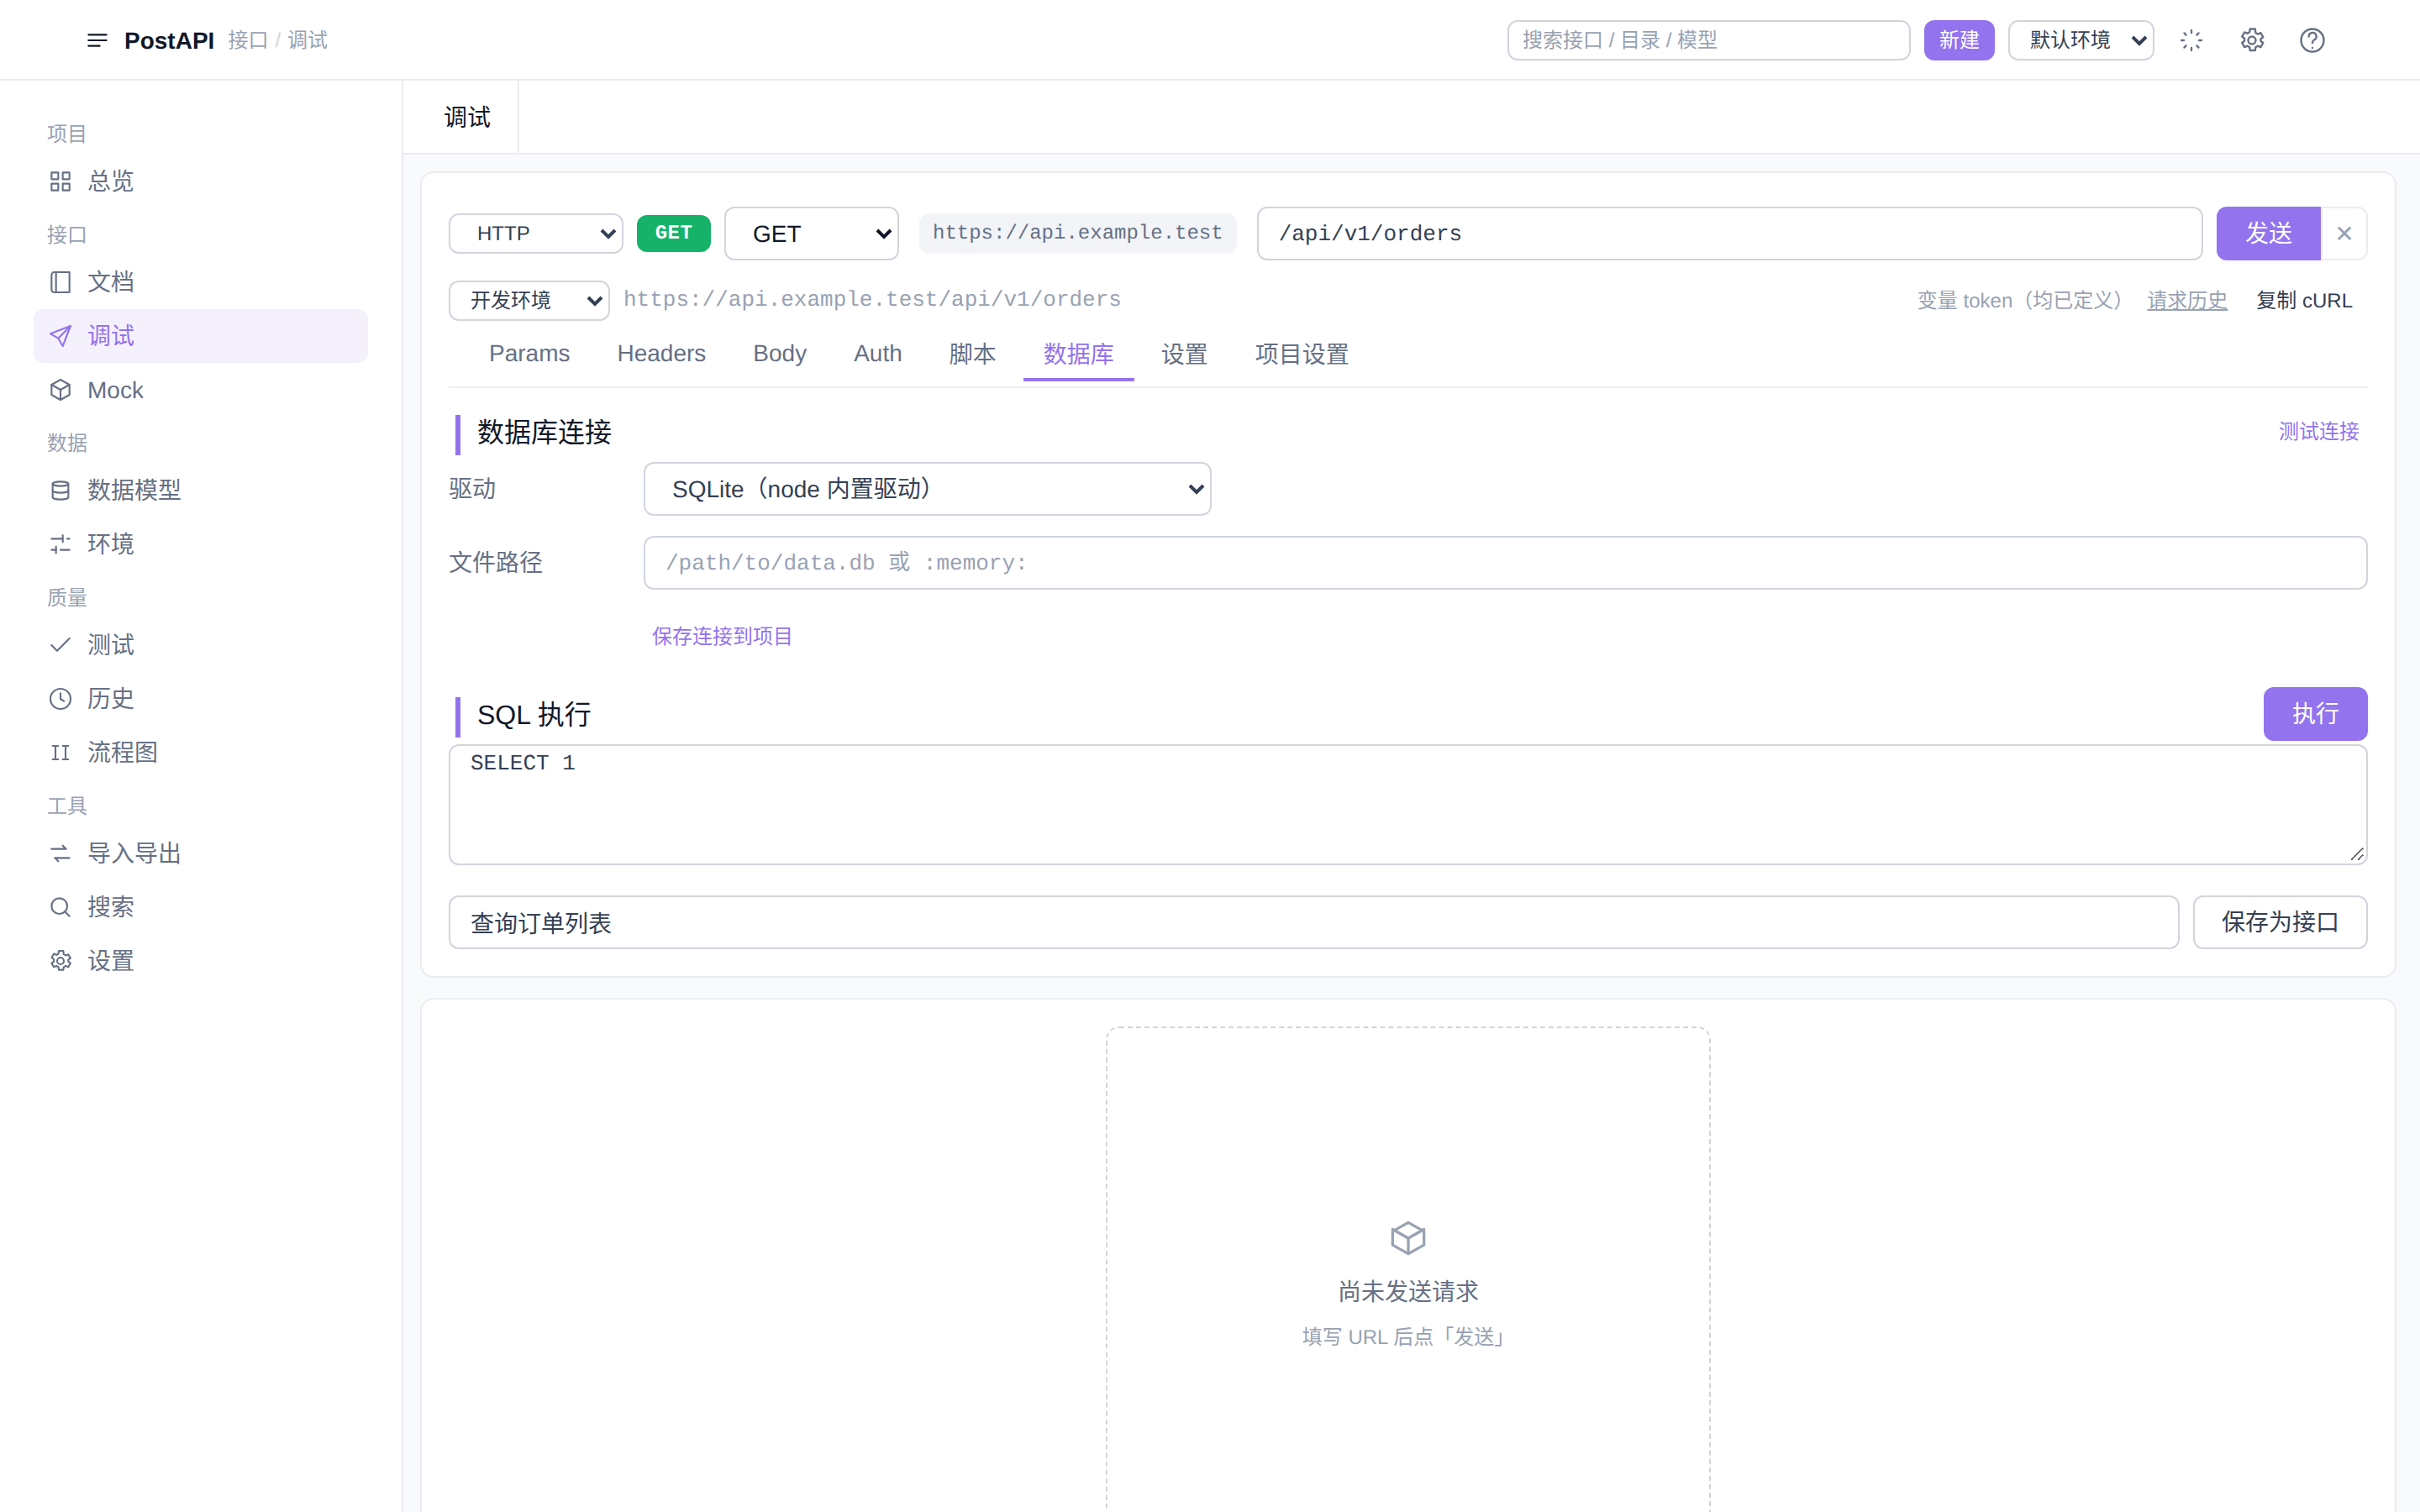 PostAPI 接口 / 调试
搜索接口 / 目录 / 模型 新建 默认环境
项目
总览
接口
文档
调试
Mock
数据
数据模型
环境
质量
测试
历史
流程图
工具
导入导出
搜索
设置
调试
HTTP GET GET https://api.example.test /api/v1/orders 发送 ✕
开发环境 https://api.example.test/api/v1/orders 变量 token（均已定义） 请求历史 复制 cURL
Params Headers Body Auth 脚本 数据库 设置 项目设置
数据库连接 测试连接
驱动 SQLite（node 内置驱动）
文件路径 /path/to/data.db 或 :memory:
保存连接到项目
SQL 执行 执行
SELECT 1
查询订单列表 保存为接口
尚未发送请求
填写 URL 后点「发送」